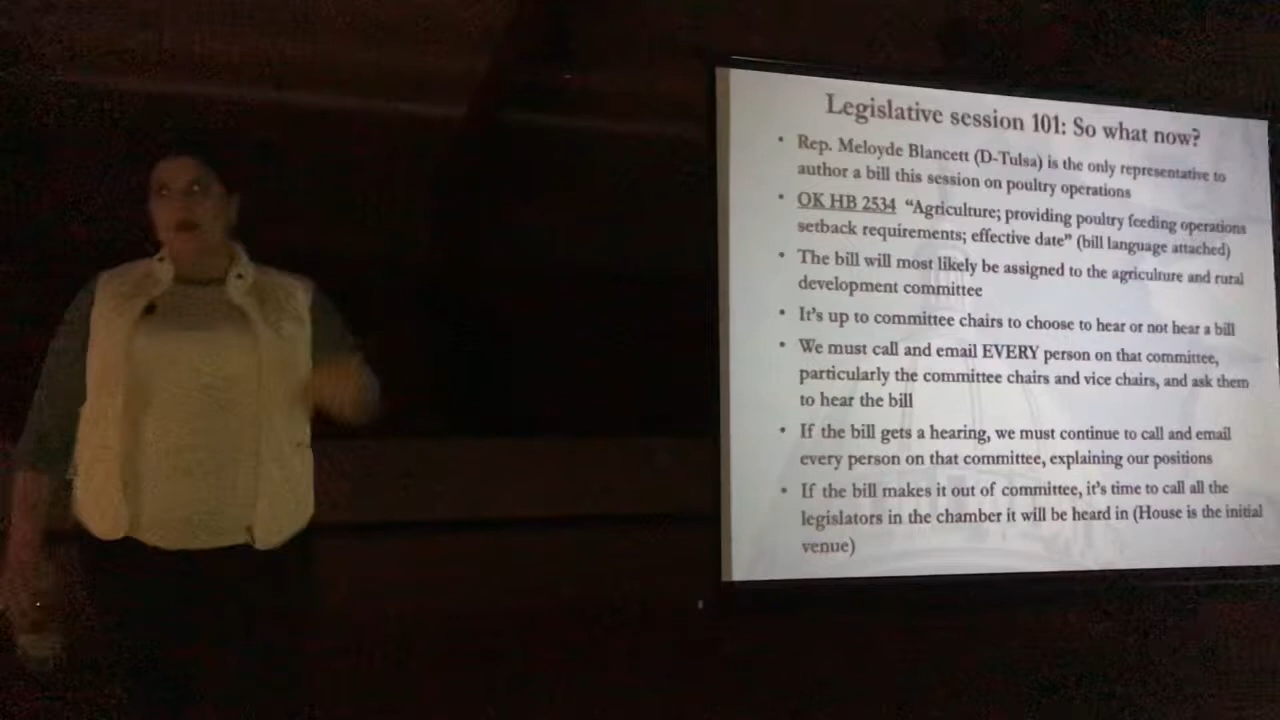 Legislative session 101: So what now?
• Rep. Meloyde Blancett (D-Tulsa) is the only representative to
author a bill this session on poultry operations
• OK HB 2534 “Agriculture; providing poultry feeding operations
setback requirements; effective date” (bill language attached)
• The bill will most likely be assigned to the agriculture and rural
development committee
• It’s up to committee chairs to choose to hear or not hear a bill
• We must call and email EVERY person on that committee,
particularly the committee chairs and vice chairs, and ask them
to hear the bill
• If the bill gets a hearing, we must continue to call and email
every person on that committee, explaining our positions
• If the bill makes it out of committee, it’s time to call all the
legislators in the chamber it will be heard in (House is the initial
venue)